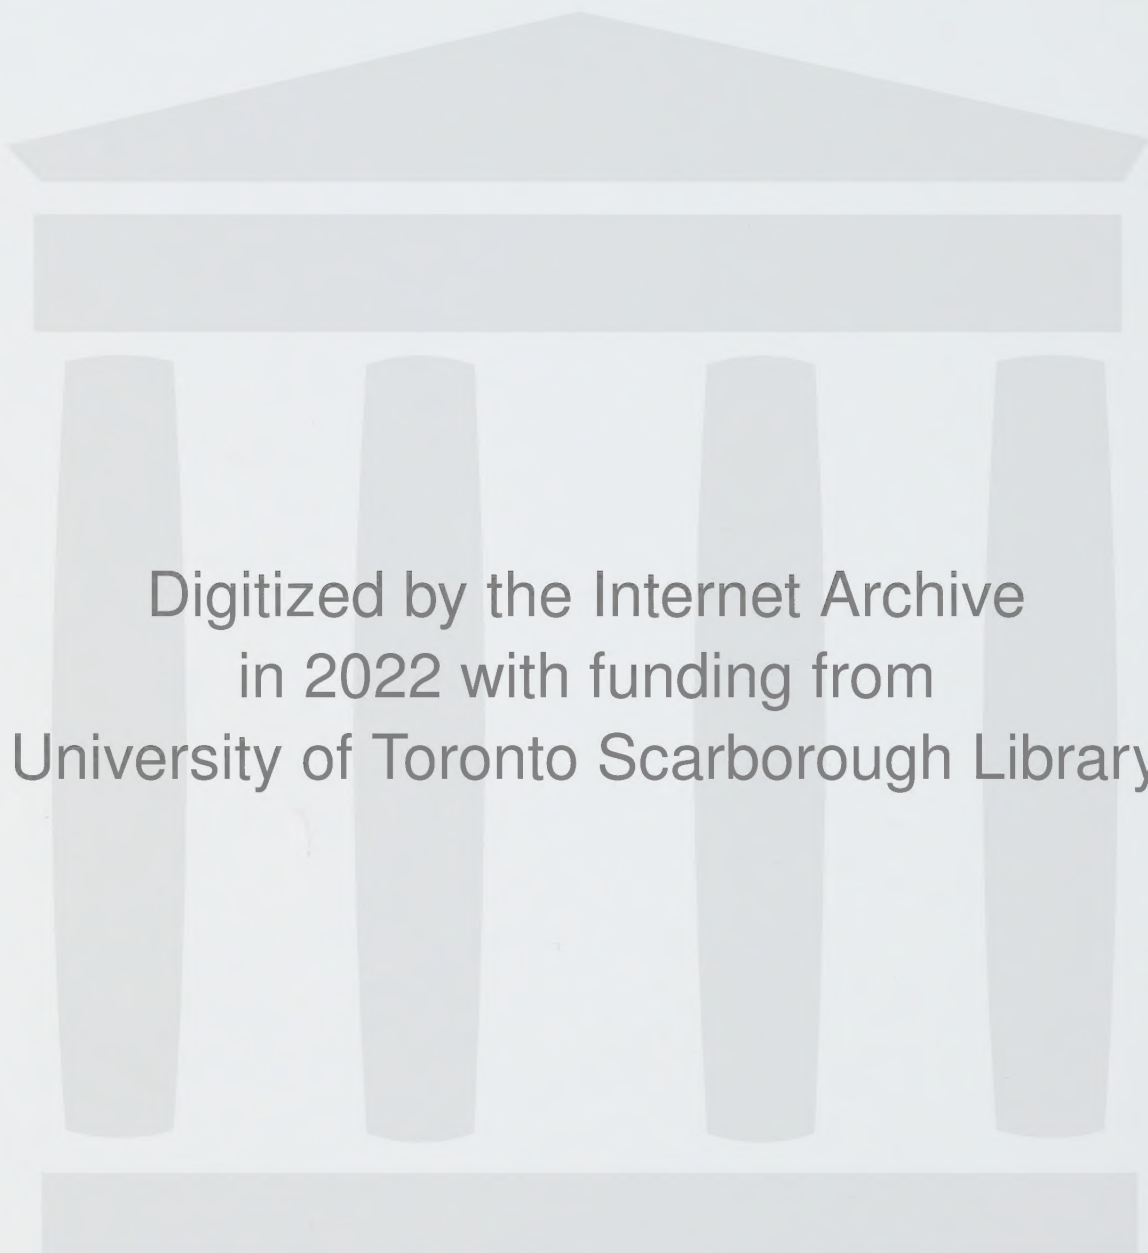 Digitized by the Internet Archive
in 2022 with funding from
University of Toronto Scarborough Library